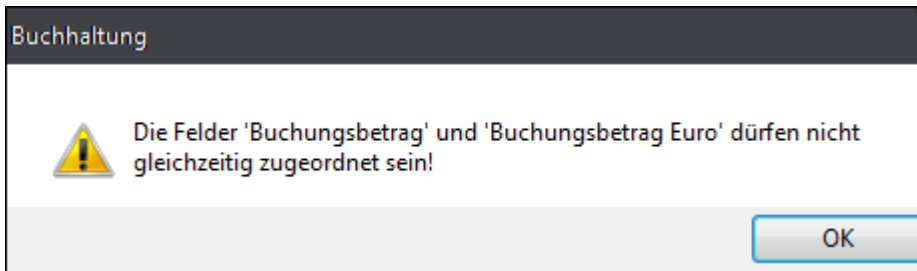 Buchhaltung
Die Felder 'Buchungsbetrag' und 'Buchungsbetrag Euro' dürfen nicht
gleichzeitig zugeordnet sein!
OK